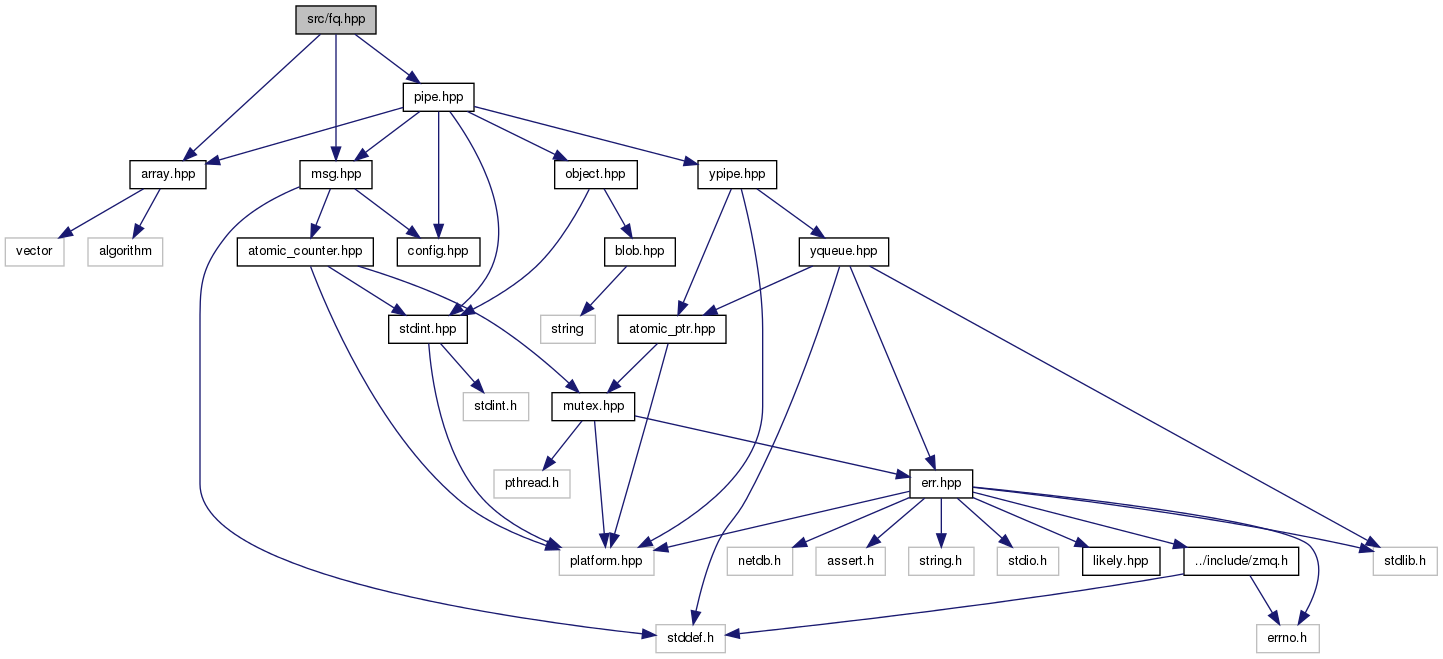 src/fq.hpp
pipe.hpp
array.hpp
msg.hpp
object.hpp
ypipe.hpp
vector
algorithm
atomic_counter.hpp
config.hpp
blob.hpp
yqueue.hpp
stdint.hpp
string
atomic_ptr.hpp
stdint.h
mutex.hpp
pthread.h
err.hpp
platform.hpp
netdb.h
assert.h
string.h
stdio.h
likely.hpp
../include/zmq.h
stdlib.h
stddef.h
errno.h